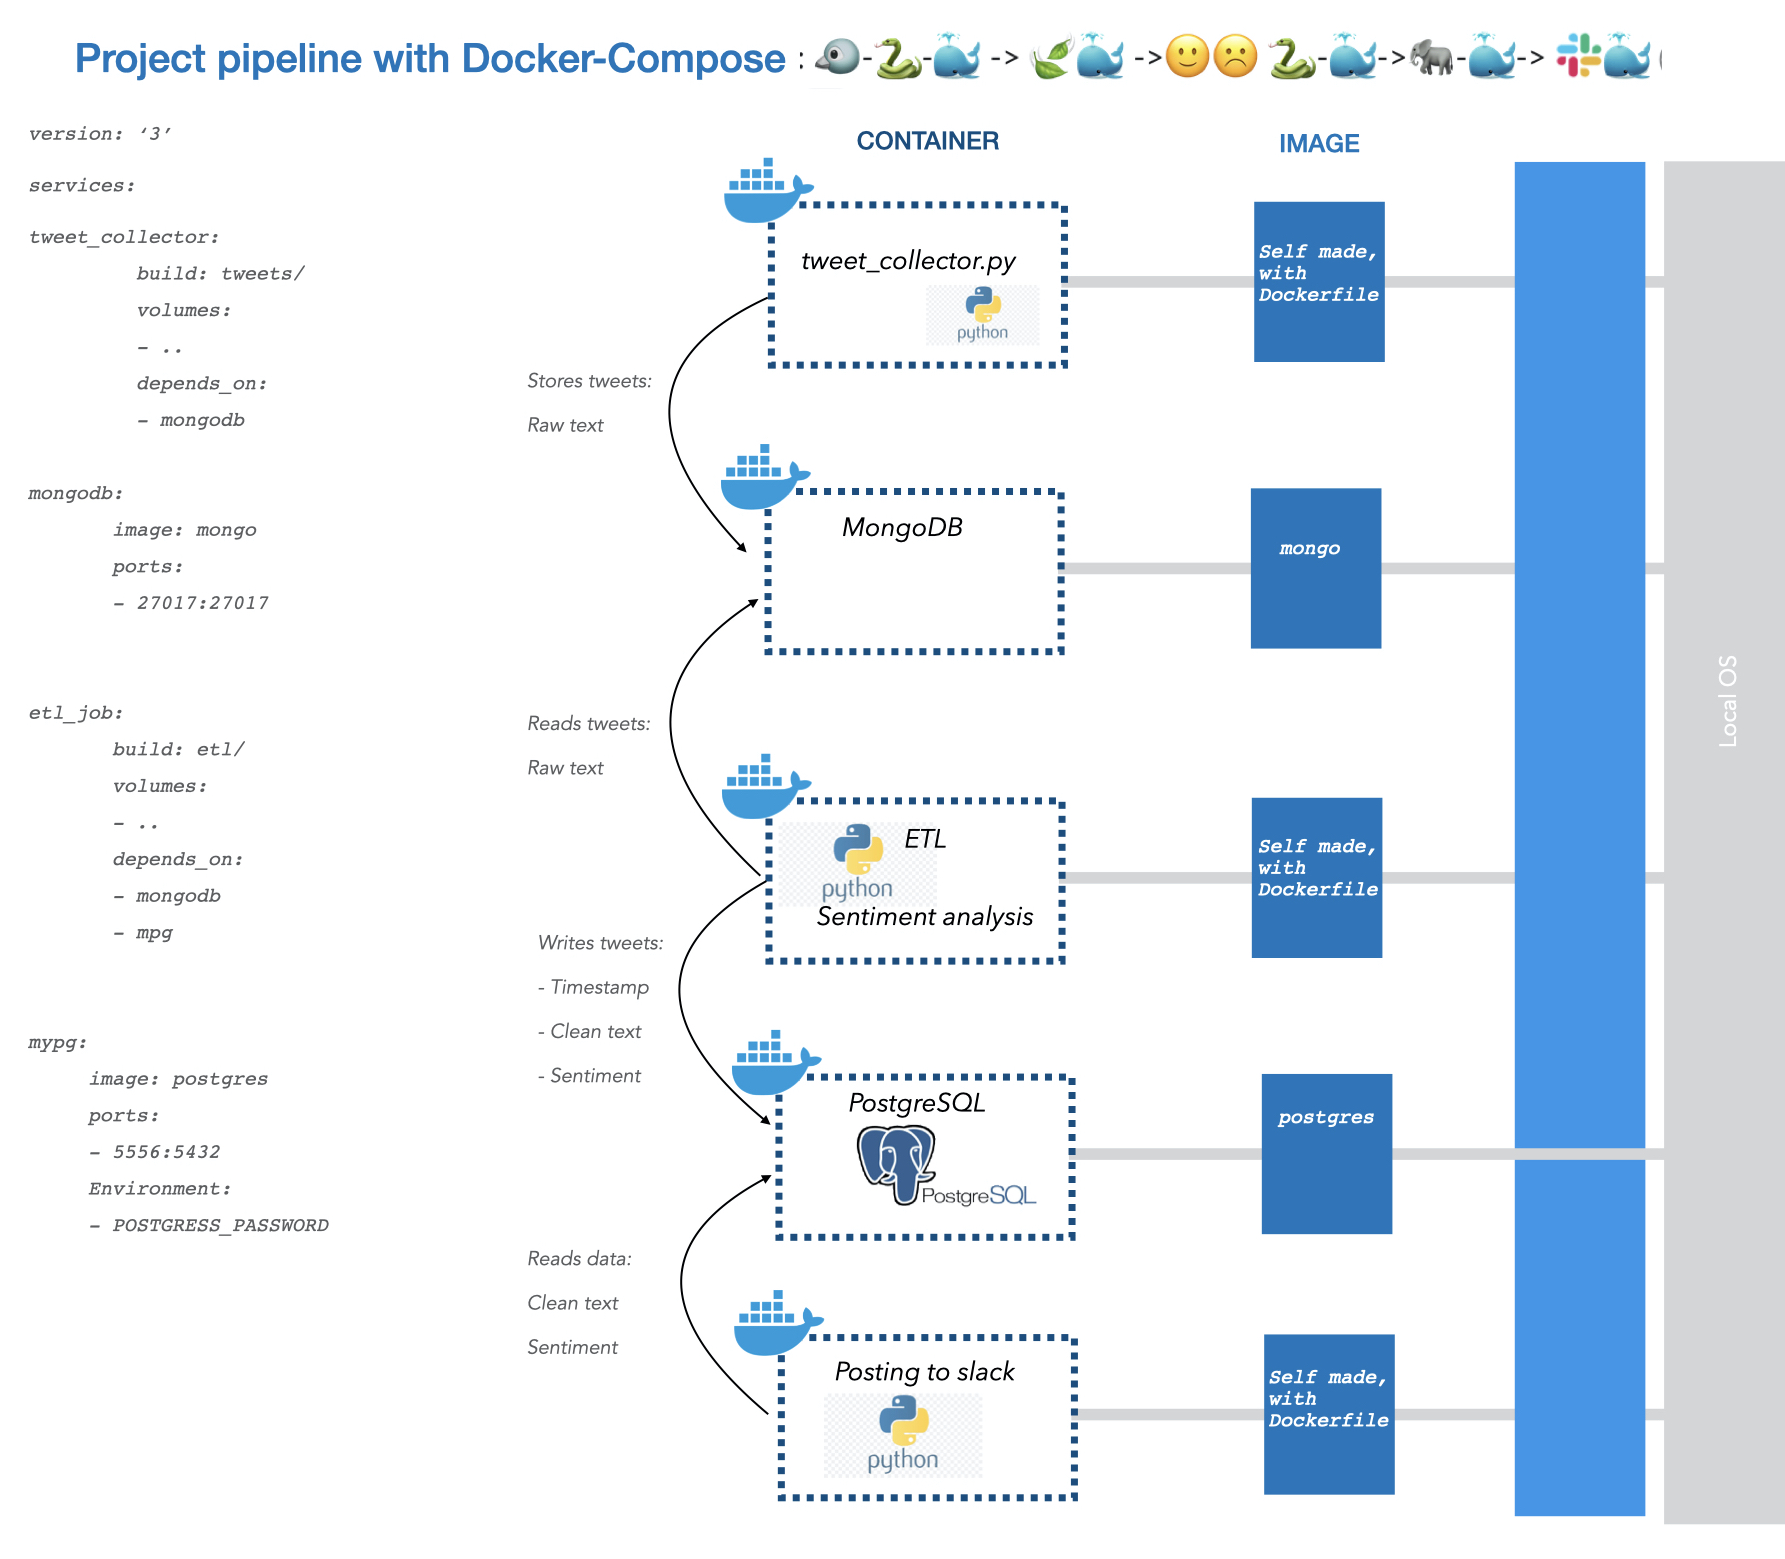 Project pipeline with Docker-Compose : - - -> -> - -> - ->
version: ‘3’
services:
tweet_collector:
build: tweets/
volumes:
- ..
depends_on:
- mongodb
mongodb:
image: mongo
ports:
- 27017:27017
etl_job:
build: etl/
volumes:
- ..
depends_on:
- mongodb
- mpg
mypg:
image: postgres
ports:
- 5556:5432
Environment:
- POSTGRESS_PASSWORD
Stores tweets:
Raw text
Reads tweets:
Raw text
Writes tweets:
- Timestamp
- Clean text
- Sentiment
Reads data:
Clean text
Sentiment
CONTAINER
tweet_collector.py
python
MongoDB
ETL
python
Sentiment analysis
PostgreSQL
PostgreSQL
Posting to slack
python
IMAGE
Self made,
with
Dockerfile
mongo
Self made,
with
Dockerfile
postgres
Self made,
with
Dockerfile
Local OS